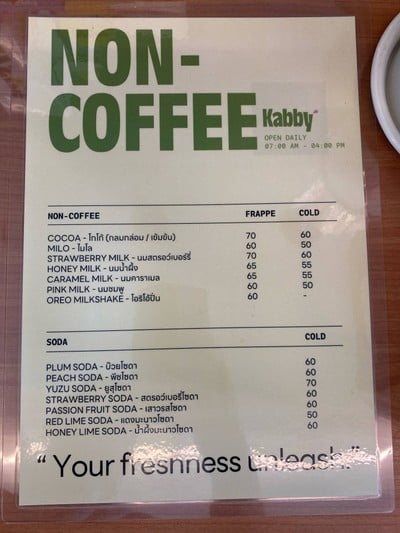 NON-
COFFEE Kabby
OPEN DAILY
07:00 AM - 04:00 PM
NON-COFFEE FRAPPE COLD
COCOA - โกโก้ (กลมกล่อม / เข้มข้น) 70 60
MILO - ไมโล 60 50
STRAWBERRY MILK - นมสตรอว์เบอร์รี่ 70 60
HONEY MILK - นมน้ำผึ้ง 65 55
CARAMEL MILK - นมคาราเมล 65 55
PINK MILK - นมชมพู 60 50
OREO MILKSHAKE - โอรีโอ้ปั่น 60 -
SODA COLD
PLUM SODA - บ๊วยโซดา 60
PEACH SODA - พีชโซดา 60
YUZU SODA - ยูสุโซดา 70
STRAWBERRY SODA - สตรอว์เบอรี่โซดา 60
PASSION FRUIT SODA - เสาวรสโซดา 60
RED LIME SODA - แดงมะนาวโซดา 50
HONEY LIME SODA - น้ำผึ้งมะนาวโซดา 60
“ Your freshness unleash.”